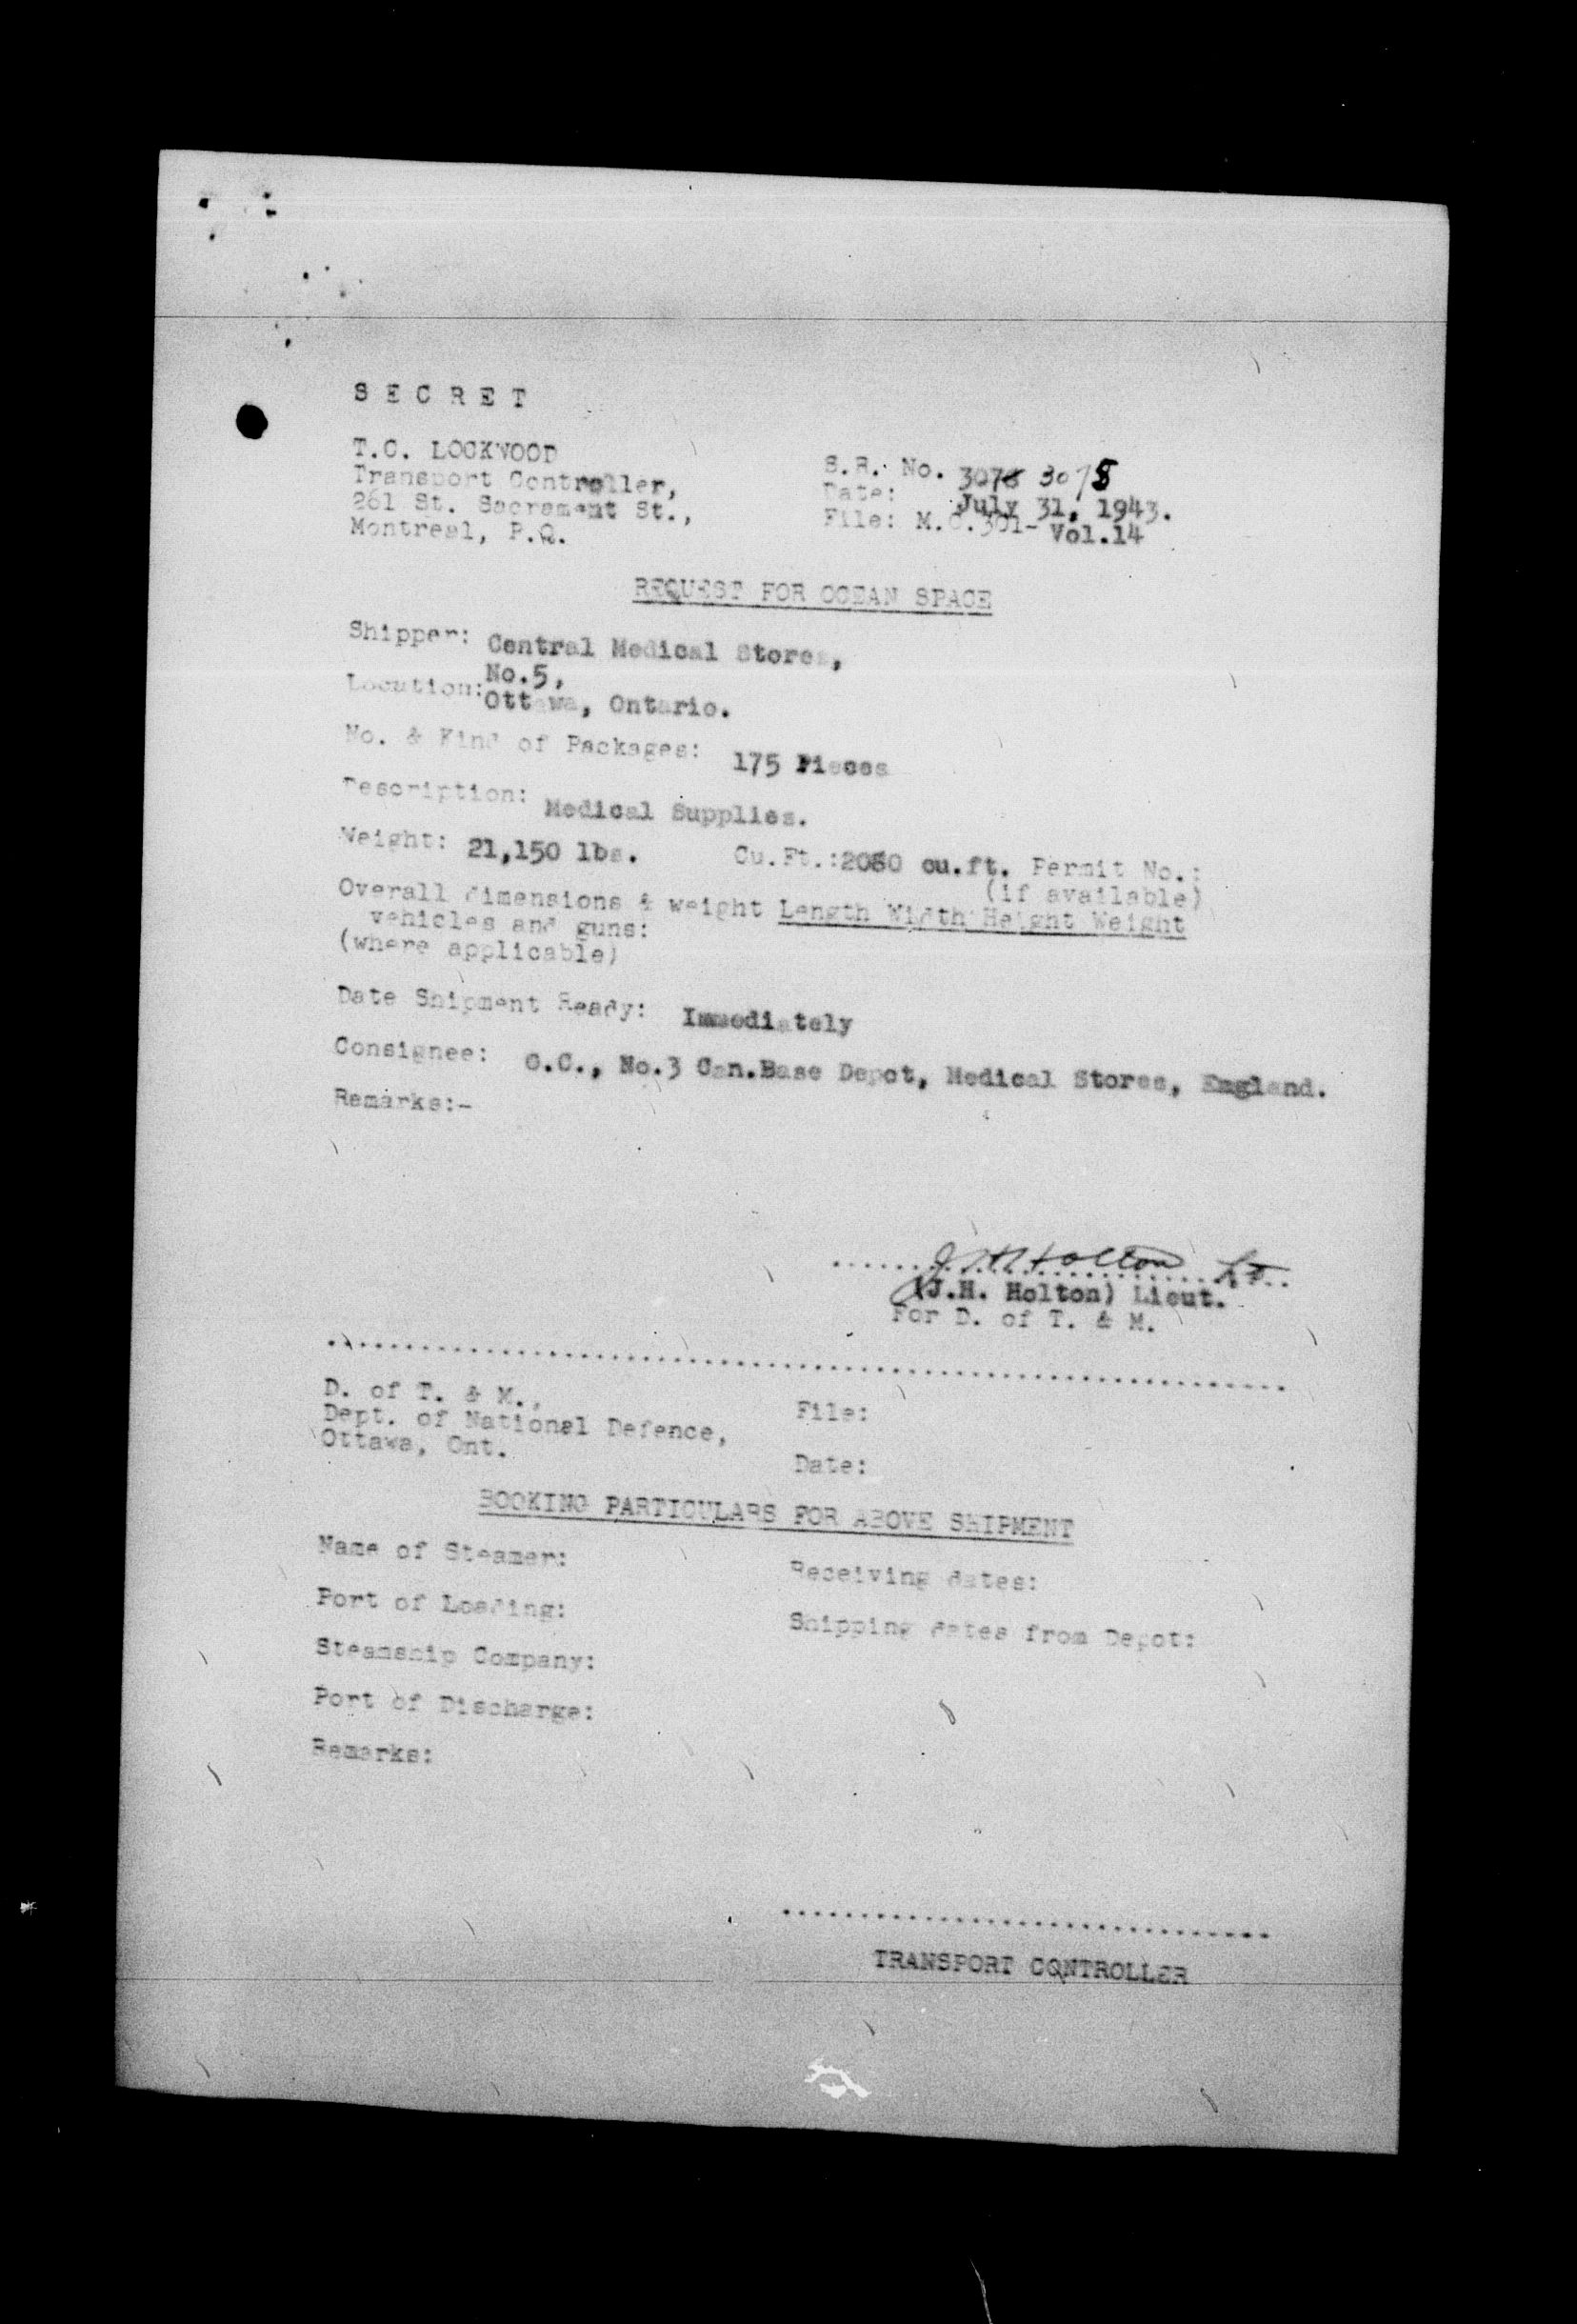 S E C R E T
T.C. LOCKWOOD
Transport Controller,
261 St. Sacrament St.,
Montreal, P.Q.
S.R. No. 3078 3075
Date: July 31, 1943.
File: M.C.301- Vol.14
REQUEST FOR OCEAN SPACE
Shipper: Central Medical Stores,
No.5,
Location: Ottawa, Ontario.
No. & Kind of Packages: 175 Pieces
Description: Medical Supplies.
Weight: 21,150 lbs. Cu.Ft.:2080 cu.ft. Permit No.:
(if available)
Overall dimensions & weight Length Width Height Weight
vehicles and guns:
(where applicable)
Date Shipment Ready: Immediately
Consignee: O.C., No.3 Can.Base Depot, Medical Stores, England.
Remarks:-
J H Holton Lt.
(J.H. Holton) Lieut.
For D. of T. & M.
D. of T. & M.,
Dept. of National Defence,
Ottawa, Ont.
File:
Date:
BOOKING PARTICULARS FOR ABOVE SHIPMENT
Name of Steamer:
Receiving dates:
Port of Loading:
Shipping dates from Depot:
Steamship Company:
Port of Discharge:
Remarks:
TRANSPORT CONTROLLER